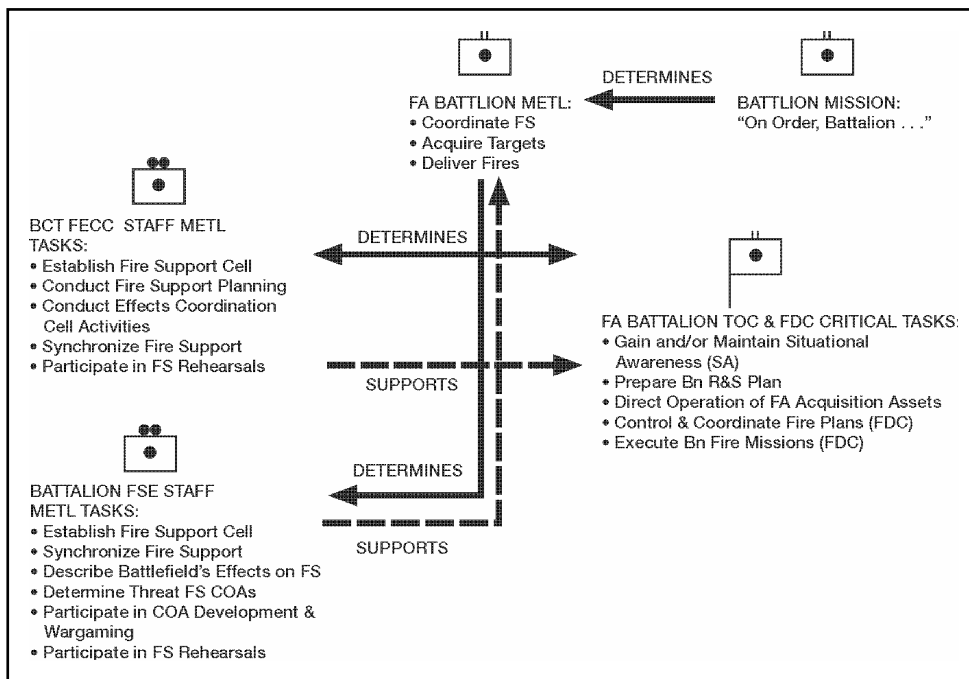 DETERMINES
FA BATTLION METL:
• Coordinate FS
• Acquire Targets
• Deliver Fires
BATTLION MISSION:
“On Order, Battalion . . .”
BCT FECC STAFF METL
TASKS:
• Establish Fire Support Cell
• Conduct Fire Support Planning
• Conduct Effects Coordination
Cell Activities
• Synchronize Fire Support
• Participate in FS Rehearsals
DETERMINES
SUPPORTS
FA BATTALION TOC & FDC CRITICAL TASKS:
• Gain and/or Maintain Situational
Awareness (SA)
• Prepare Bn R&S Plan
• Direct Operation of FA Acquisition Assets
• Control & Coordinate Fire Plans (FDC)
• Execute Bn Fire Missions (FDC)
BATTALION FSE STAFF
METL TASKS:
• Establish Fire Support Cell
• Synchronize Fire Support
• Describe Battlefield’s Effects on FS
• Determine Threat FS COAs
• Participate in COA Development &
Wargaming
• Participate in FS Rehearsals
DETERMINES
SUPPORTS